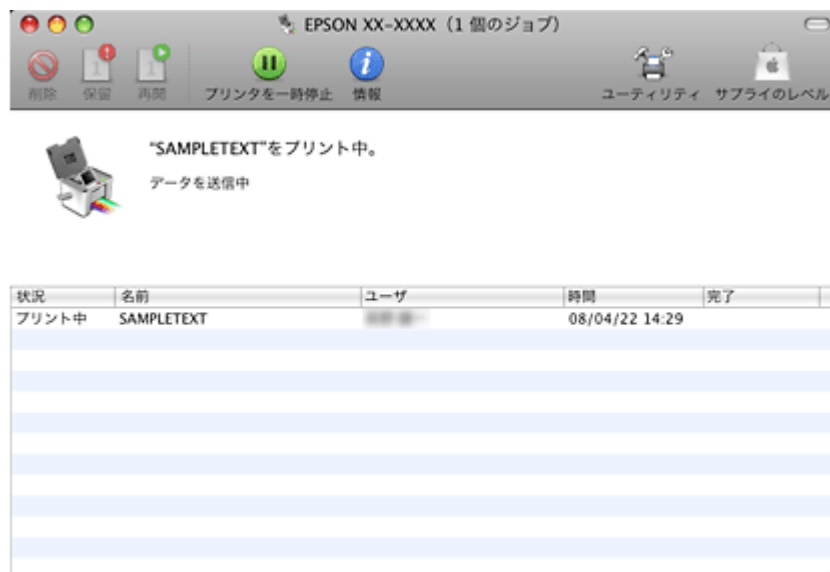 EPSON XX-XXXX（1 個のジョブ）
削除 保留 再開 プリンタを一時停止 情報 ユーティリティ サプライのレベル
"SAMPLETEXT"をプリント中。
データを送信中
状況 名前 ユーザ 時間 完了
プリント中 SAMPLETEXT 08/04/22 14:29